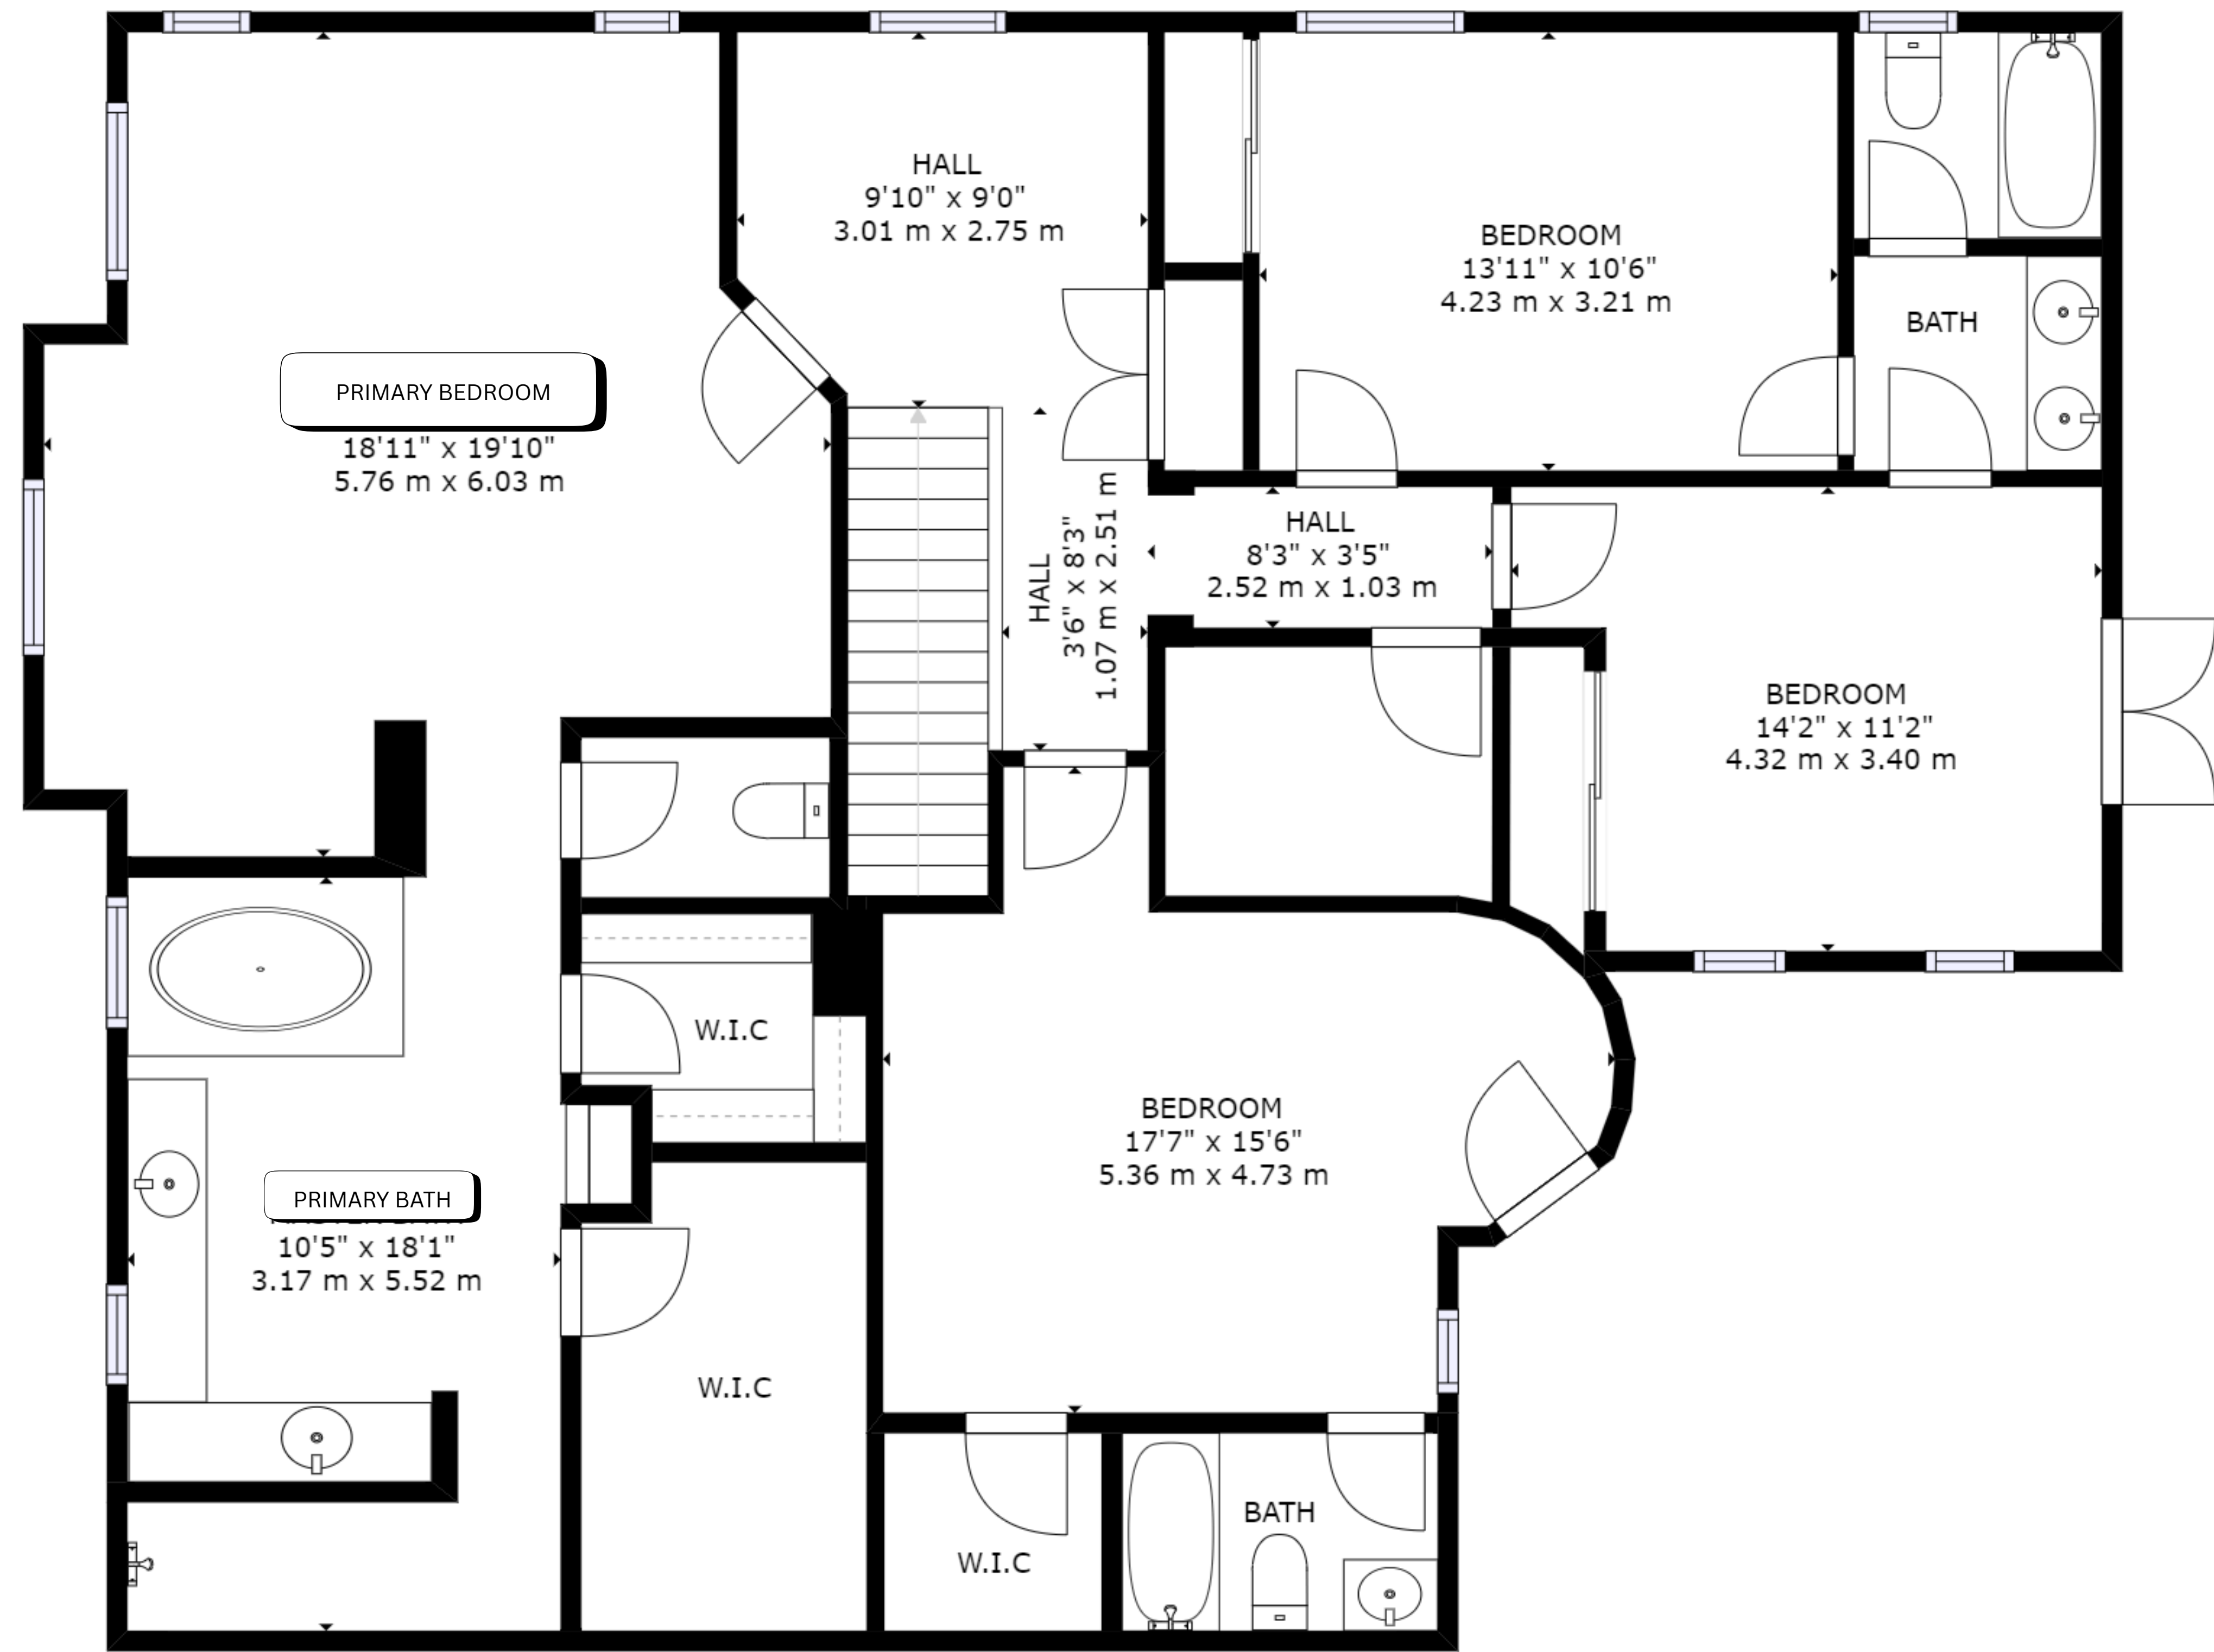 HALL
9'10" x 9'0"
3.01 m x 2.75 m
BEDROOM
13'11" x 10'6"
4.23 m x 3.21 m
BATH
PRIMARY BEDROOM
18'11" x 19'10"
5.76 m x 6.03 m
HALL
3'6" x 8'3"
1.07 m x 2.51 m
HALL
8'3" x 3'5"
2.52 m x 1.03 m
BEDROOM
14'2" x 11'2"
4.32 m x 3.40 m
W.I.C
BEDROOM
17'7" x 15'6"
5.36 m x 4.73 m
PRIMARY BATH
10'5" x 18'1"
3.17 m x 5.52 m
W.I.C
W.I.C
BATH